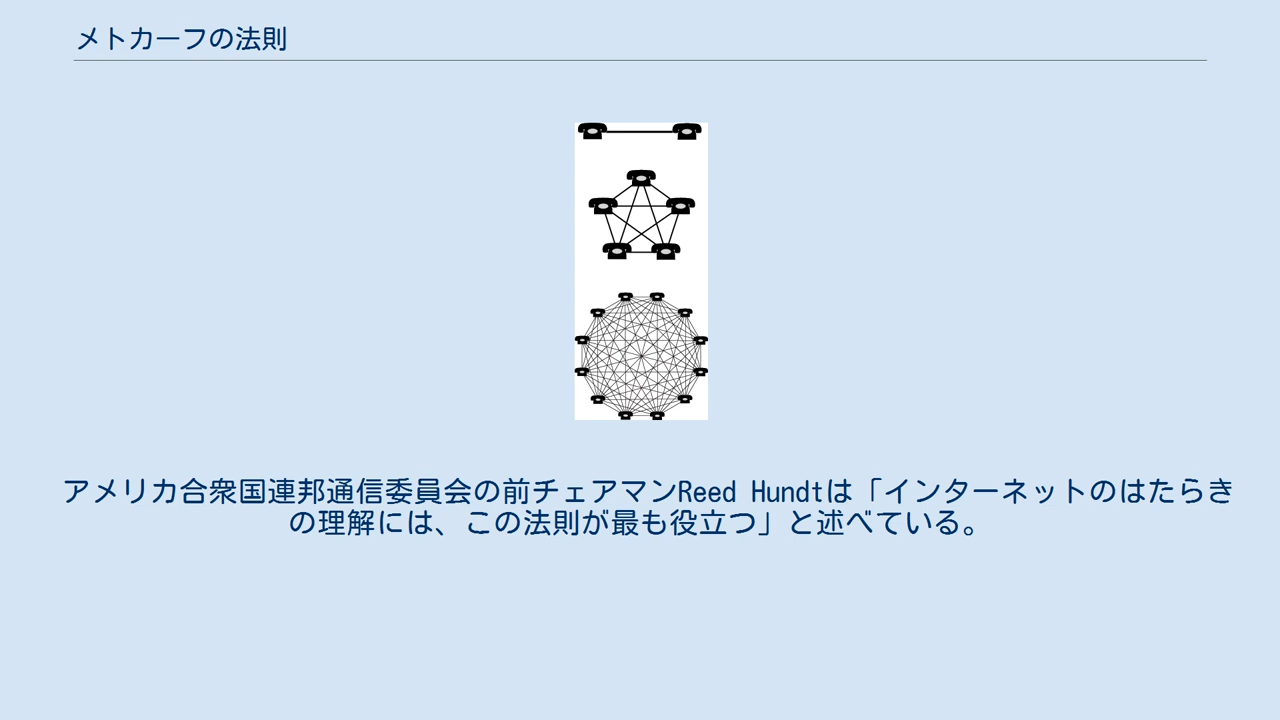 メトカーフの法則
アメリカ合衆国連邦通信委員会の前チェアマンReed Hundtは「インターネットのはたらき
の理解には、この法則が最も役立つ」と述べている。